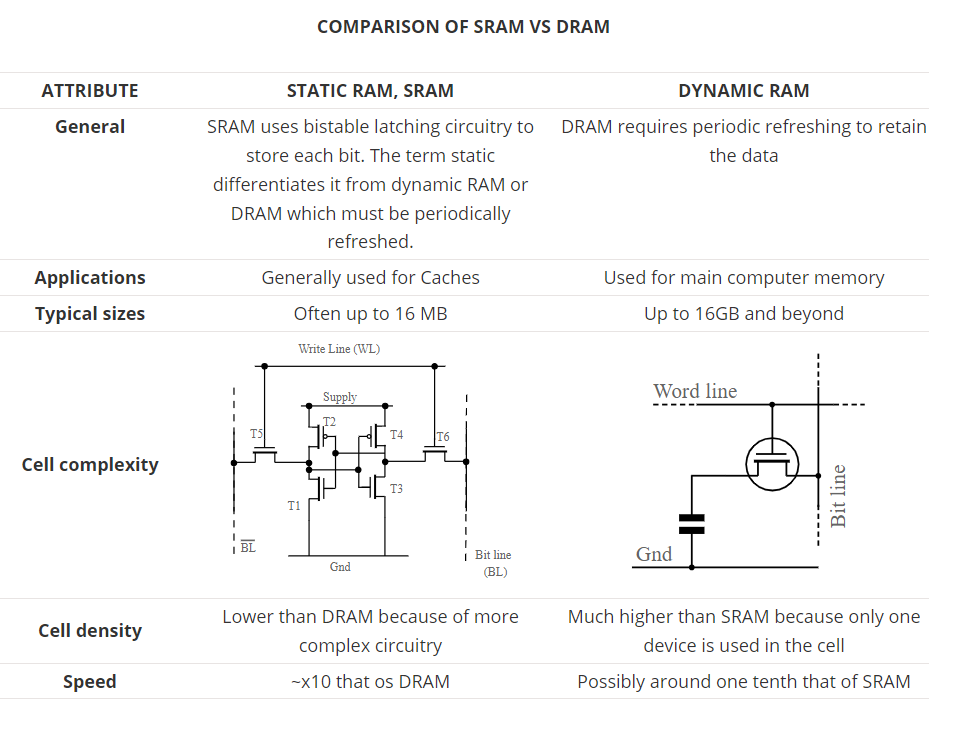 COMPARISON OF SRAM VS DRAM
ATTRIBUTE
STATIC RAM, SRAM
DYNAMIC RAM
General
SRAM uses bistable latching circuitry to
store each bit. The term static
differentiates it from dynamic RAM or
DRAM which must be periodically
refreshed.
DRAM requires periodic refreshing to retain
the data
Applications
Generally used for Caches
Used for main computer memory
Typical sizes
Often up to 16 MB
Up to 16GB and beyond
Cell complexity
Write Line (WL)
Supply
T2
T5
T4
T6
T3
T1
BL
Gnd
Bit line
(BL)
Word line
Bit line
Gnd
Cell density
Lower than DRAM because of more
complex circuitry
Much higher than SRAM because only one
device is used in the cell
Speed
~x10 that os DRAM
Possibly around one tenth that of SRAM